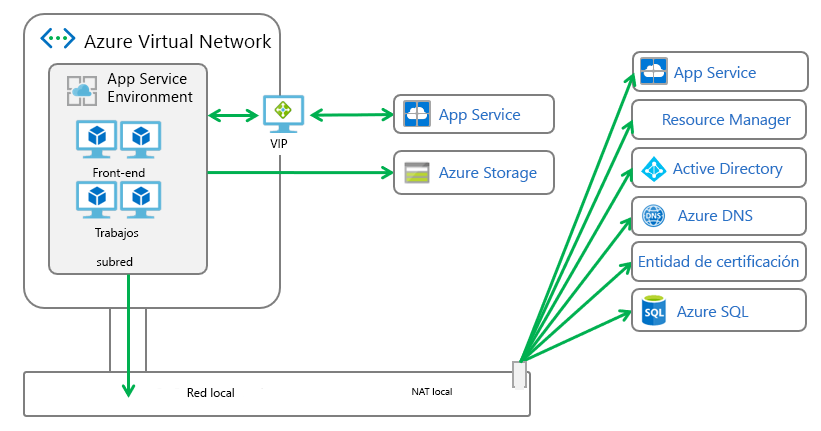 Azure Virtual Network
App Service
Environment
Front-end
Trabajos
subred
VIP
App Service
Azure Storage
App Service
Resource Manager
Active Directory
DNS
Azure DNS
Entidad de certificación
SQL
Azure SQL
Red local
NAT local